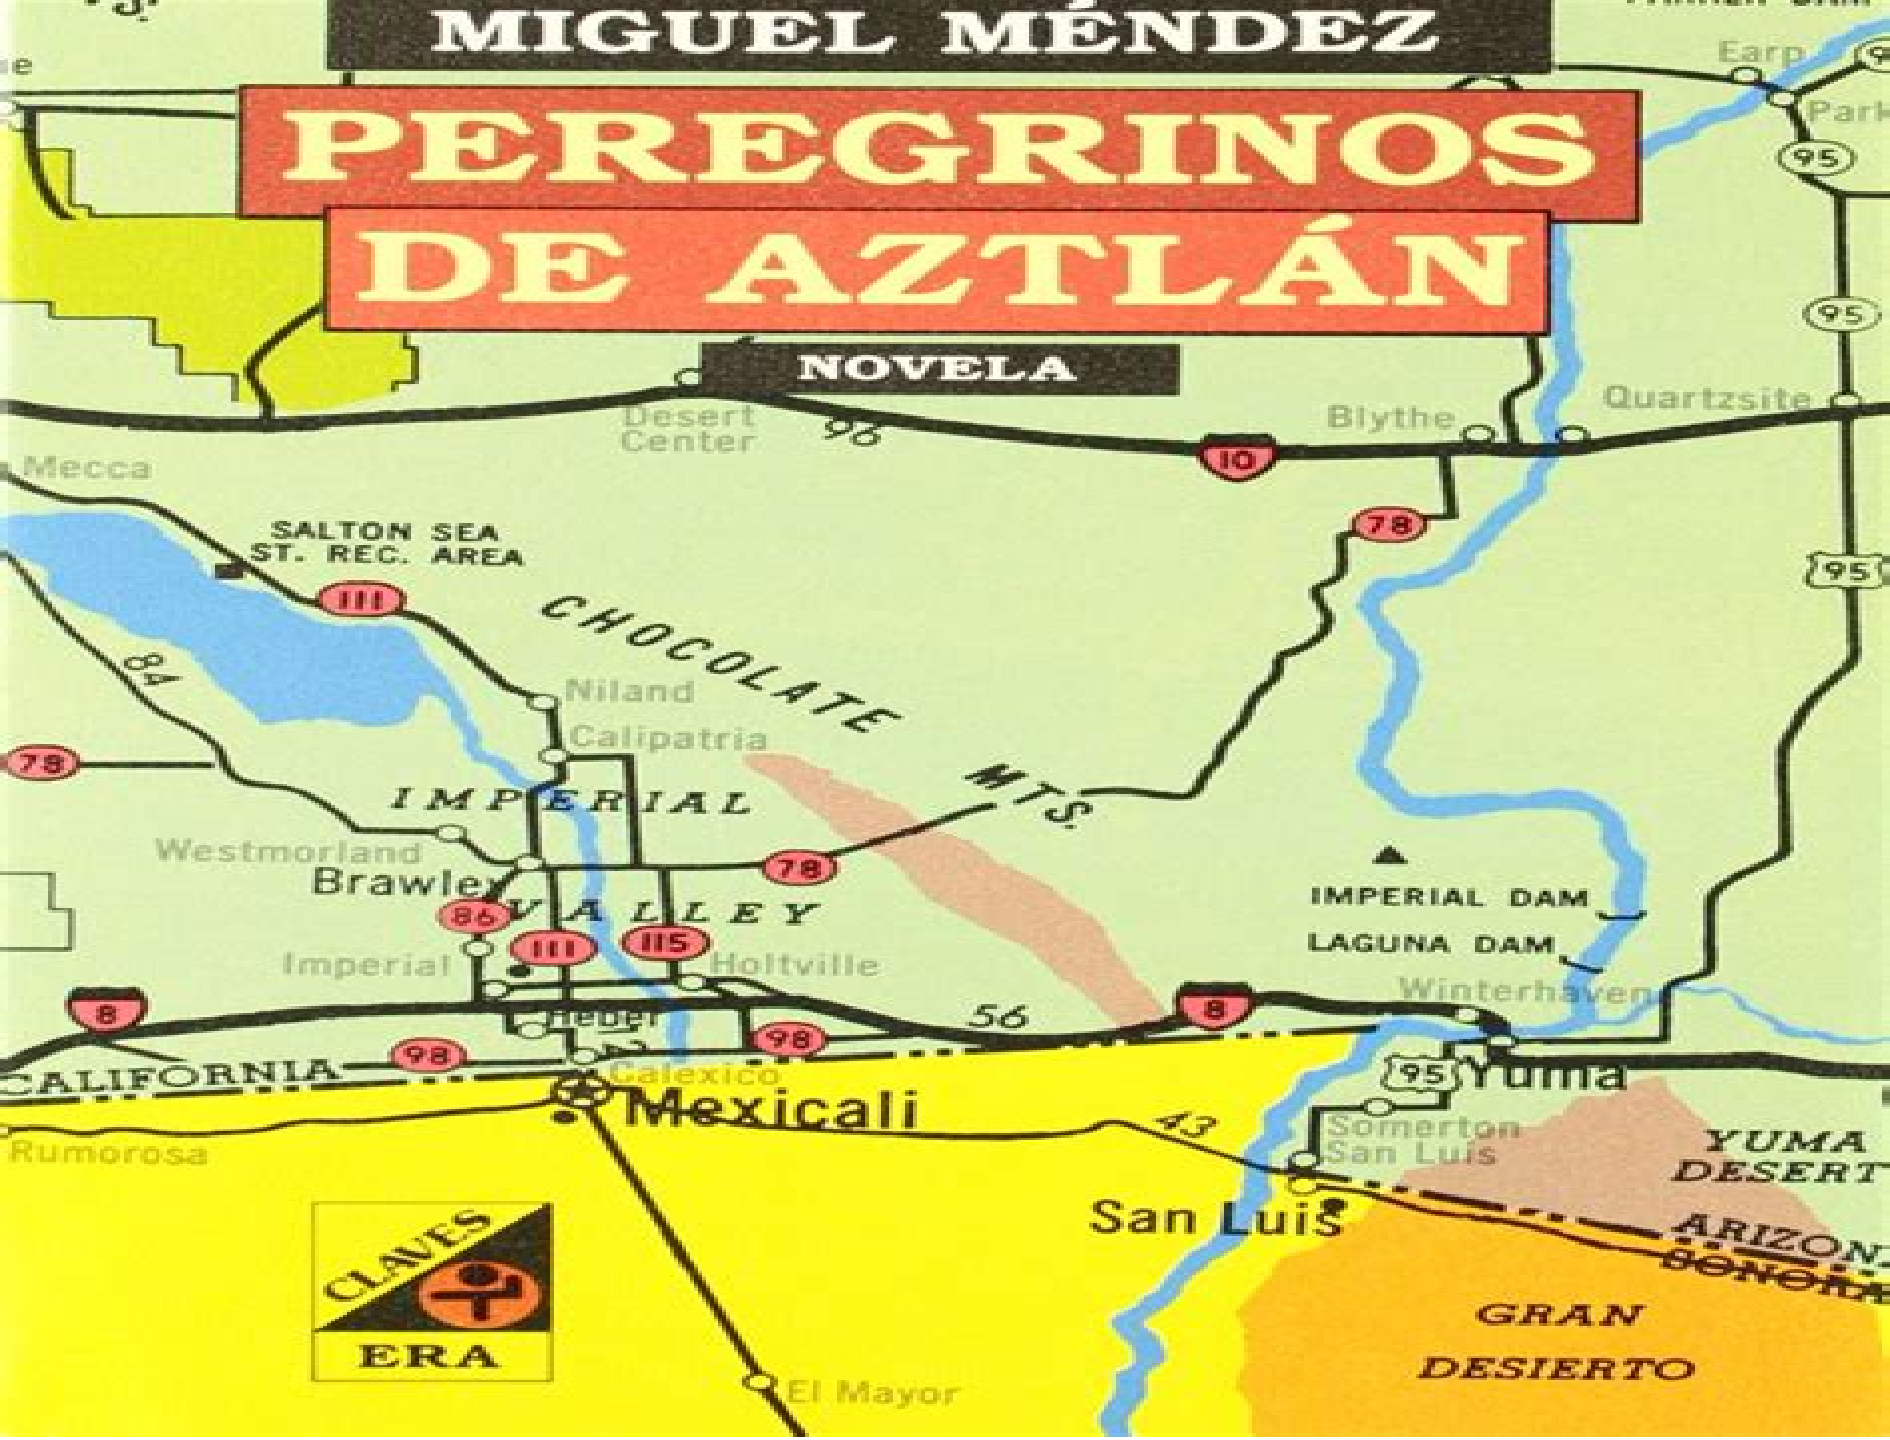 MIGUEL MÉNDEZ
Earp
PEREGRINOS
95
DE AZTLÁN
95
NOVELA
Desert
Center
96
Blythe
Quartzsite
10
Mecca
SALTON SEA
ST. REC. AREA
78
95
111
CHOCOLATE
MTS.
84
Niland
Calipatria
78
IMPERIAL
VALLEY
Westmorland
Brawley
78
86
111
115
IMPERIAL DAM
LAGUNA DAM
Imperial
Holtville
Winterhaven
8
8
56
Heber
98
98
CALIFORNIA
Calexico
95
Yuma
Mexicali
43
Somerton
San Luis
Rumorosa
YUMA
DESERT
San Luis
ARIZON
SONORA
CLAVES
ERA
GRAN
DESIERTO
El Mayor